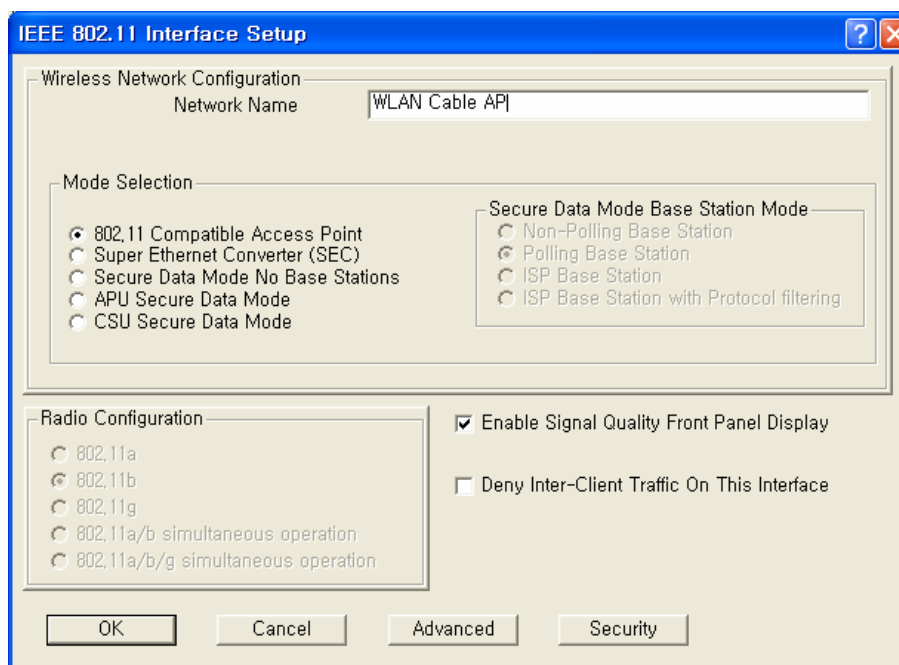 IEEE 802.11 Interface Setup
Wireless Network Configuration
Network Name WLAN Cable AP
Mode Selection
802.11 Compatible Access Point
Super Ethernet Converter (SEC)
Secure Data Mode No Base Stations
APU Secure Data Mode
CSU Secure Data Mode
Secure Data Mode Base Station Mode
Non-Polling Base Station
Polling Base Station
ISP Base Station
ISP Base Station with Protocol filtering
Radio Configuration
802.11a
802.11b
802.11g
802.11a/b simultaneous operation
802.11a/b/g simultaneous operation
Enable Signal Quality Front Panel Display
Deny Inter-Client Traffic On This Interface
OK Cancel Advanced Security